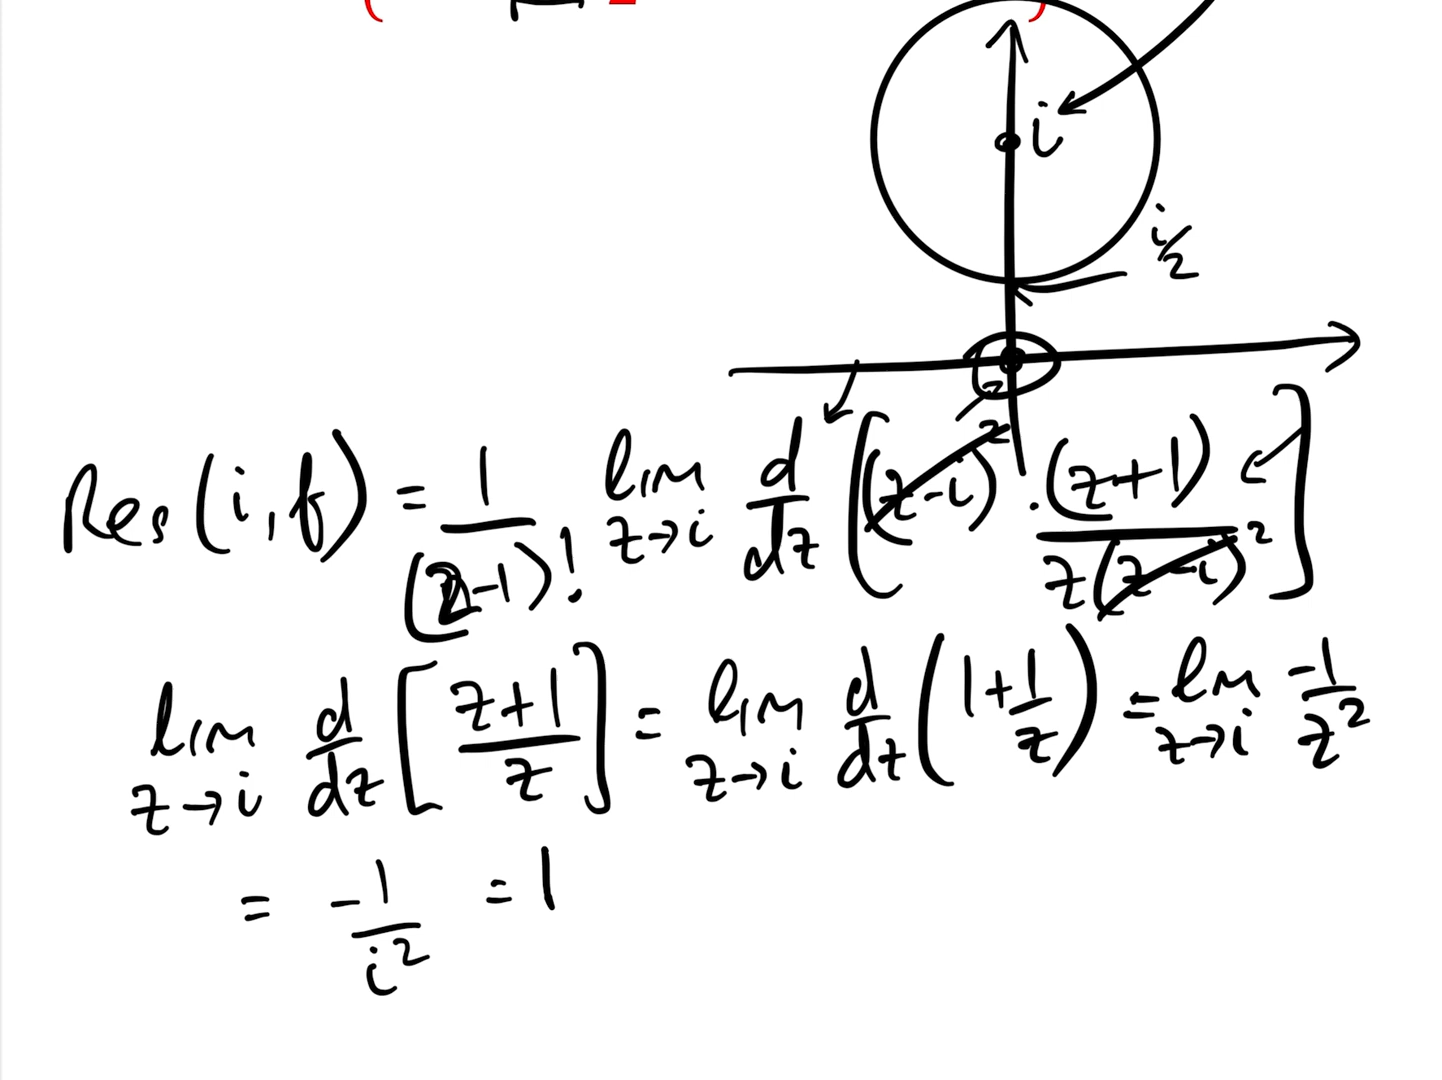 i
i/2
Res(i,f) = 1/(2-1)! lim z→i d/dz [(z-i)² · (z+1)/z(z-i)²]
lim z→i d/dz [z+1/z] = lim z→i d/dz (1+1/z) = lim z→i -1/z²
= -1/i² = 1